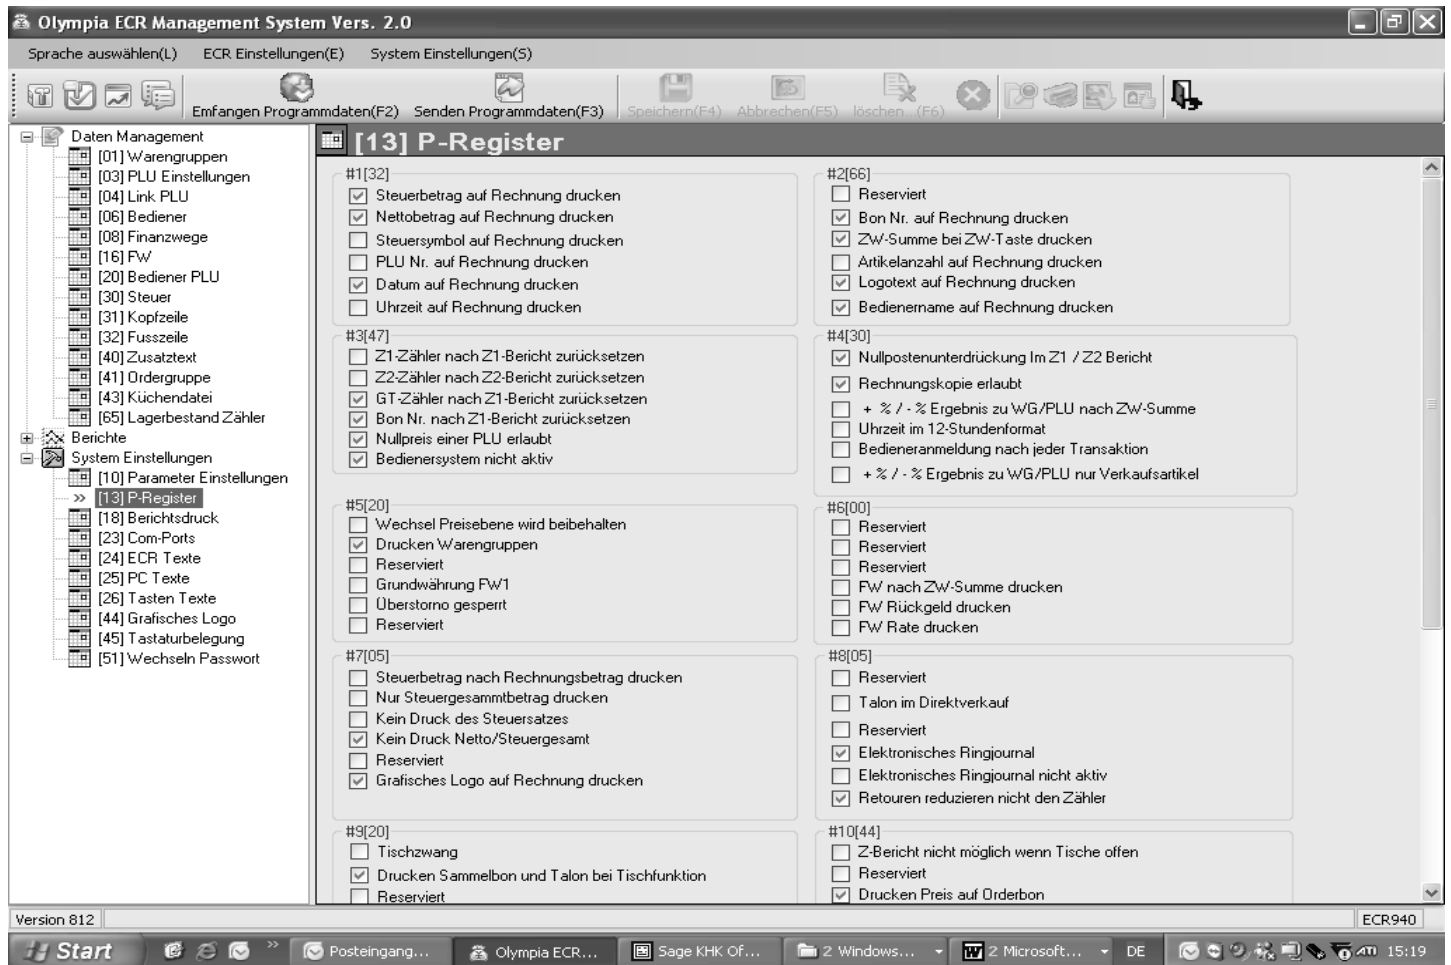 Olympia ECR Management System Vers. 2.0
Sprache auswählen(L) ECR Einstellungen(E) System Einstellungen(S)
Emfangen Programmdaten(F2) Senden Programmdaten(F3) Speichern(F4) Abbrechen(F5) löschen...(F6)
Daten Management
[01] Warengruppen
[03] PLU Einstellungen
[04] Link PLU
[06] Bediener
[08] Finanzwege
[16] FW
[20] Bediener PLU
[30] Steuer
[31] Kopfzeile
[32] Fusszeile
[40] Zusatztext
[41] Ordergruppe
[43] Küchendatei
[65] Lagerbestand Zähler
Berichte
System Einstellungen
[10] Parameter Einstellungen
[13] P-Register
[18] Berichtsdruck
[23] Com-Ports
[24] ECR Texte
[25] PC Texte
[26] Tasten Texte
[44] Grafisches Logo
[45] Tastaturbelegung
[51] Wechseln Passwort
[13] P-Register
#1[32]
Steuerbetrag auf Rechnung drucken
Nettobetrag auf Rechnung drucken
Steuersymbol auf Rechnung drucken
PLU Nr. auf Rechnung drucken
Datum auf Rechnung drucken
Uhrzeit auf Rechnung drucken
#2[66]
Reserviert
Bon Nr. auf Rechnung drucken
ZW-Summe bei ZW-Taste drucken
Artikelanzahl auf Rechnung drucken
Logotext auf Rechnung drucken
Bedienername auf Rechnung drucken
#3[47]
Z1-Zähler nach Z1-Bericht zurücksetzen
Z2-Zähler nach Z2-Bericht zurücksetzen
GT-Zähler nach Z1-Bericht zurücksetzen
Bon Nr. nach Z1-Bericht zurücksetzen
Nullpreis einer PLU erlaubt
Bedienersystem nicht aktiv
#4[30]
Nullpostenunterdrückung Im Z1 / Z2 Bericht
Rechnungskopie erlaubt
+ % / - % Ergebnis zu WG/PLU nach ZW-Summe
Uhrzeit im 12-Stundenformat
Bedieneranmeldung nach jeder Transaktion
+ % / - % Ergebnis zu WG/PLU nur Verkaufsartikel
#5[20]
Wechsel Preisebene wird beibehalten
Drucken Warengruppen
Reserviert
Grundwährung FW1
Überstorno gesperrt
Reserviert
#6[00]
Reserviert
Reserviert
Reserviert
FW nach ZW-Summe drucken
FW Rückgeld drucken
FW Rate drucken
#7[05]
Steuerbetrag nach Rechnungsbetrag drucken
Nur Steuergesammtbetrag drucken
Kein Druck des Steuersatzes
Kein Druck Netto/Steuergesamt
Reserviert
Grafisches Logo auf Rechnung drucken
#8[05]
Reserviert
Talon im Direktverkauf
Reserviert
Elektronisches Ringjournal
Elektronisches Ringjournal nicht aktiv
Retouren reduzieren nicht den Zähler
#9[20]
Tischzwang
Drucken Sammelbon und Talon bei Tischfunktion
Reserviert
#10[44]
Z-Bericht nicht möglich wenn Tische offen
Reserviert
Drucken Preis auf Orderbon
Version 812 ECR940
Start Posteingang... Olympia ECR... Sage KHK Of... 2 Windows... 2 Microsoft... DE 15:19